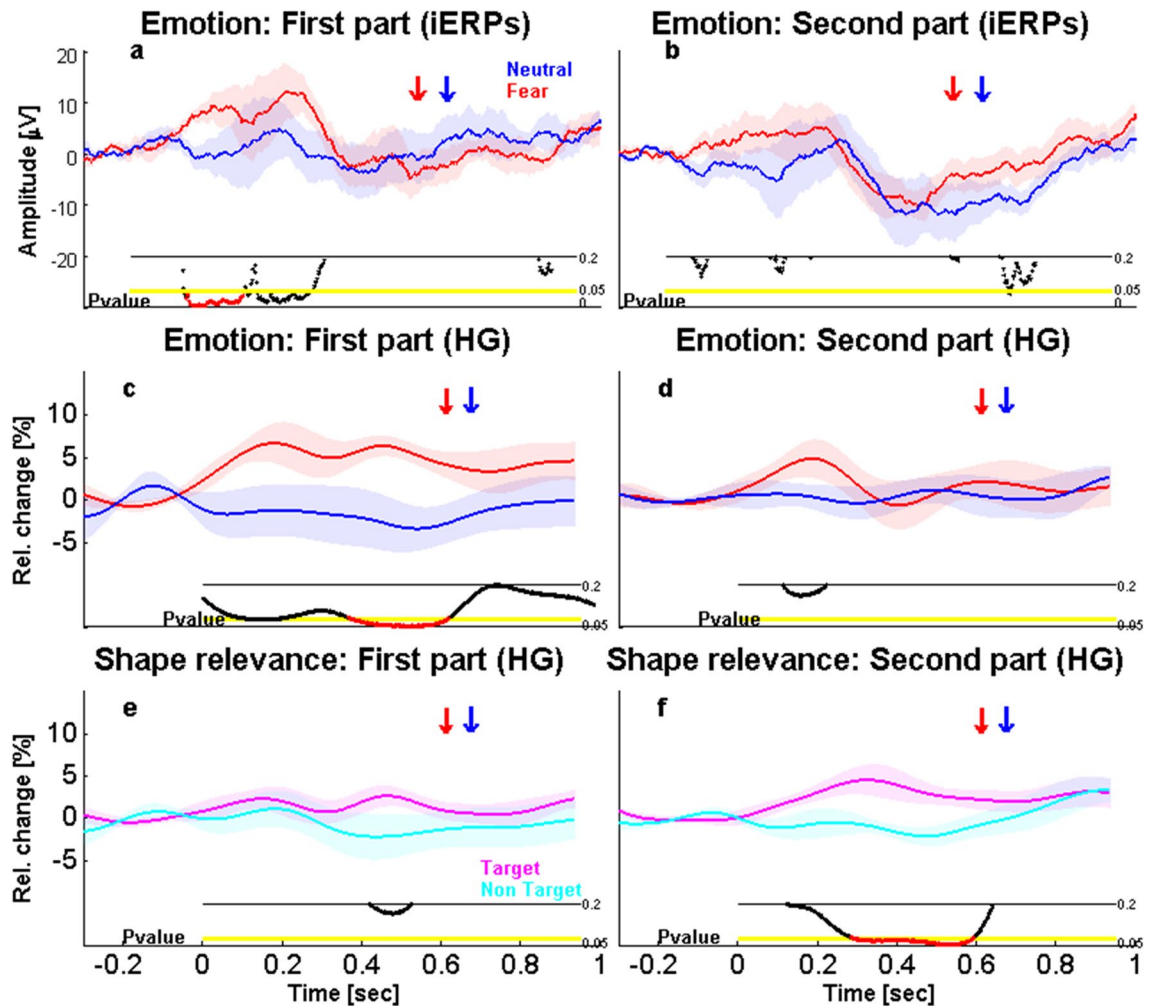 Emotion: First part (iERPs)
Emotion: Second part (iERPs)
a
b
20
10
0
-10
-20
Amplitude [µV]
Neutral
Fear
Pvalue
0.2
0.05
0
Pvalue
0.2
0.05
0
Emotion: First part (HG)
Emotion: Second part (HG)
c
d
10
5
0
-5
Rel. change [%]
Pvalue
0.2
0.05
Pvalue
0.2
0.05
Shape relevance: First part (HG)
Shape relevance: Second part (HG)
e
f
10
5
0
-5
Rel. change [%]
Target
Non Target
Pvalue
0.2
0.05
Pvalue
0.2
0.05
-0.2 0 0.2 0.4 0.6 0.8 1
-0.2 0 0.2 0.4 0.6 0.8 1
Time [sec]
Time [sec]